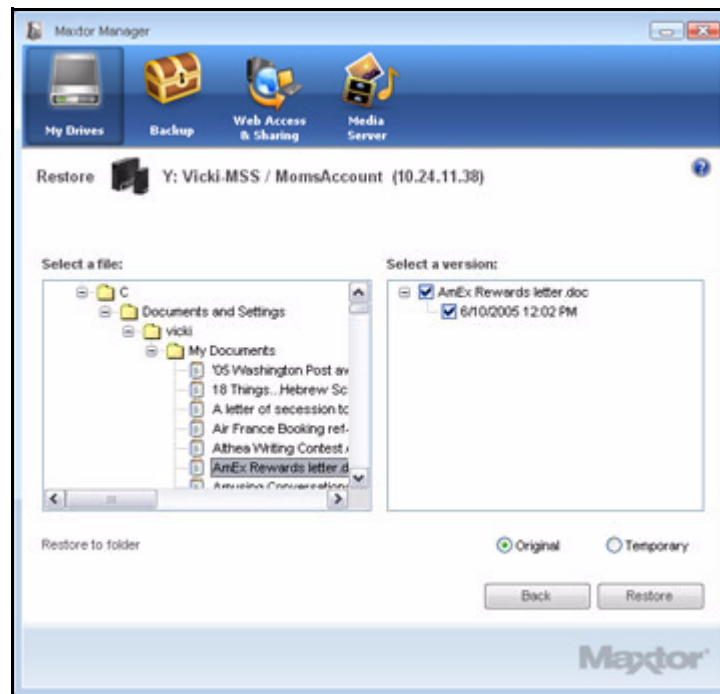 Maxtor Manager
My Drives
Backup
Web Access
& Sharing
Media
Server
Restore
Y: Vicki-MSS / MomsAccount (10.24.11.38)
Select a file:
C
Documents and Settings
vicki
My Documents
'05 Washington Post aw
18 Things...Hebrew Sc
A letter of secession to
Air France Booking ref-
Althea Writing Contest
AmEx Rewards letter.d
Amusing Conversation
Select a version:
AmEx Rewards letter.doc
6/10/2005 12:02 PM
Restore to folder
Original
Temporary
Back
Restore
Maxtor